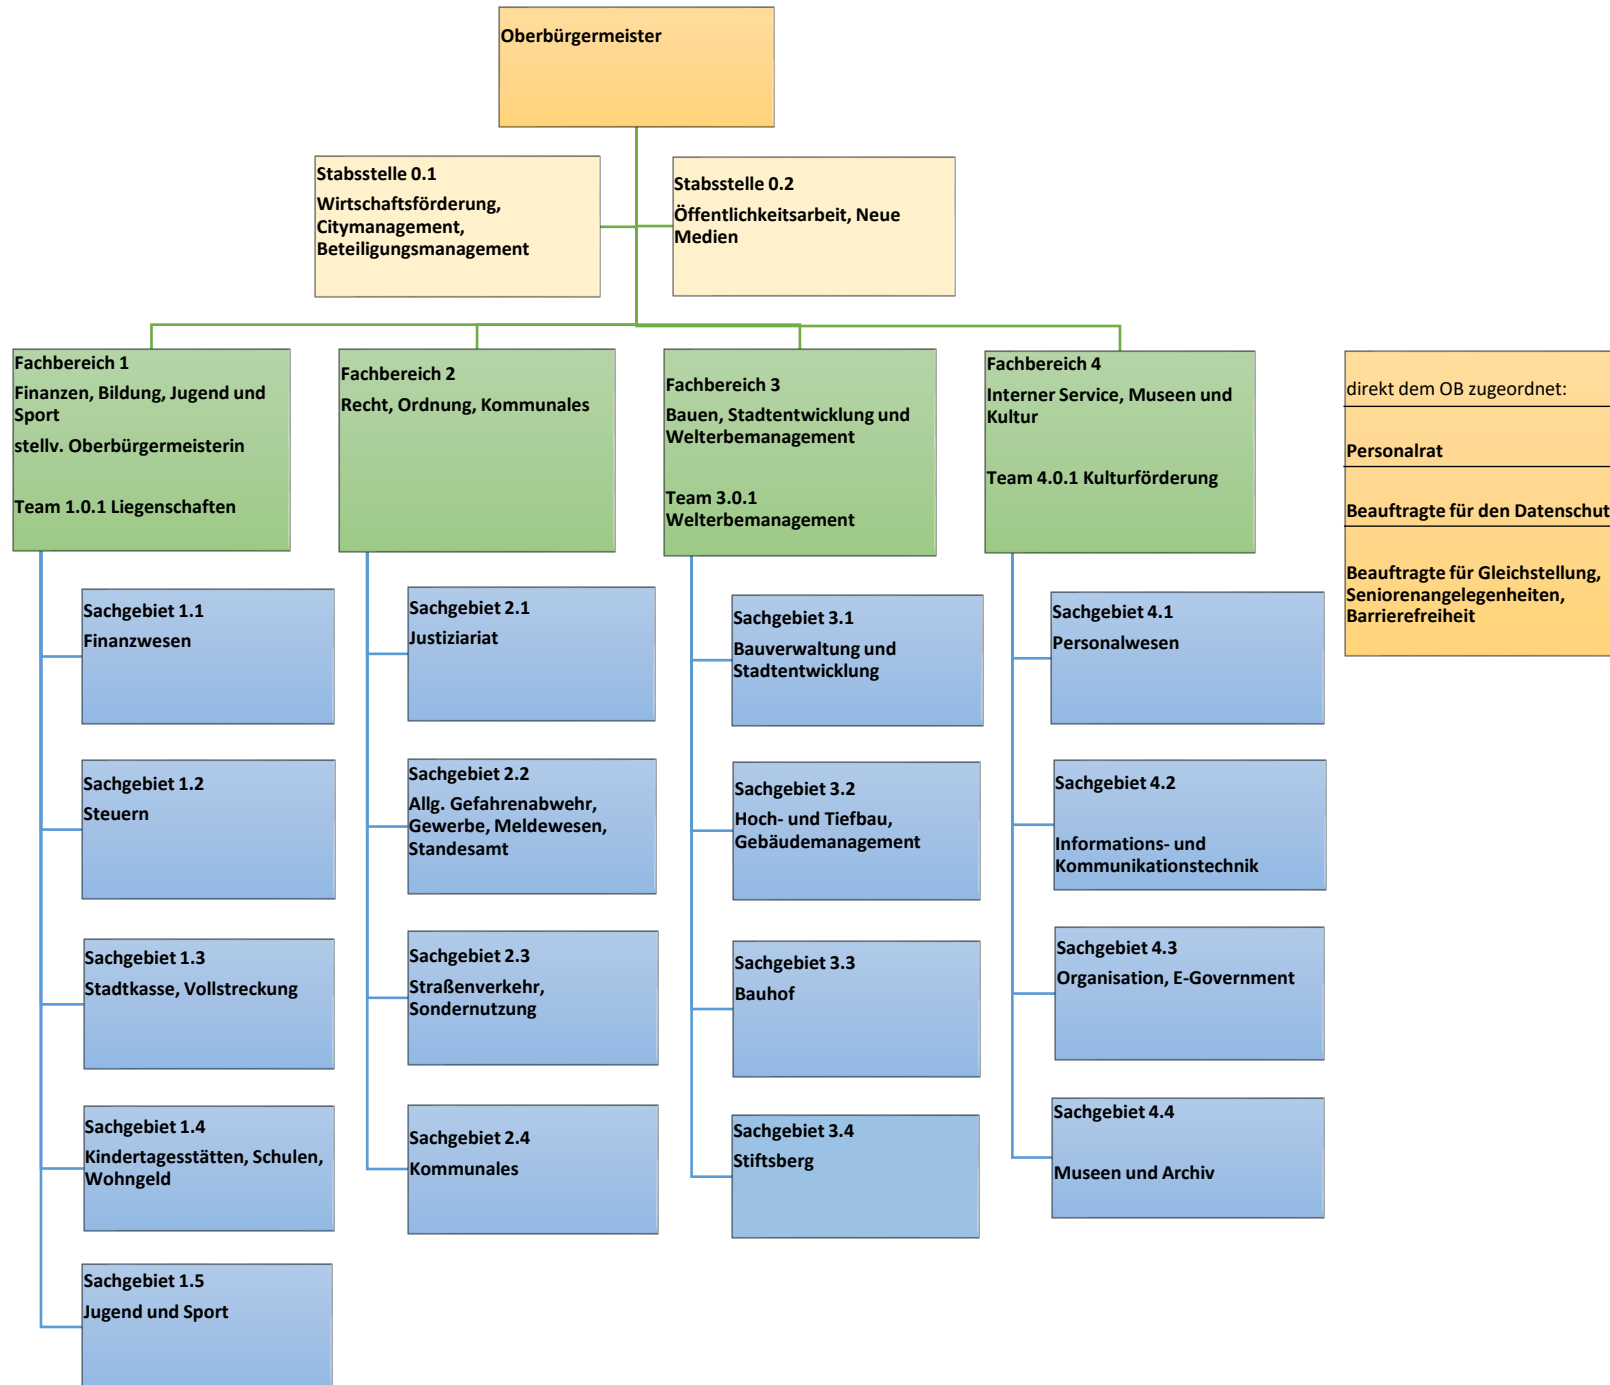 Oberbürgermeister
Stabsstelle 0.1
Wirtschaftsförderung,
Citymanagement,
Beteiligungsmanagement
Stabsstelle 0.2
Öffentlichkeitsarbeit, Neue
Medien
Fachbereich 1
Finanzen, Bildung, Jugend und
Sport
stellv. Oberbürgermeisterin
Team 1.0.1 Liegenschaften
Fachbereich 2
Recht, Ordnung, Kommunales
Fachbereich 3
Bauen, Stadtentwicklung und
Welterbemanagement
Team 3.0.1
Welterbemanagement
Fachbereich 4
Interner Service, Museen und
Kultur
Team 4.0.1 Kulturförderung
direkt dem OB zugeordnet:
Personalrat
Beauftragte für den Datenschut
Beauftragte für Gleichstellung,
Seniorenangelegenheiten,
Barrierefreiheit
Sachgebiet 1.1
Finanzwesen
Sachgebiet 1.2
Steuern
Sachgebiet 1.3
Stadtkasse, Vollstreckung
Sachgebiet 1.4
Kindertagesstätten, Schulen,
Wohngeld
Sachgebiet 1.5
Jugend und Sport
Sachgebiet 2.1
Justiziariat
Sachgebiet 2.2
Allg. Gefahrenabwehr,
Gewerbe, Meldewesen,
Standesamt
Sachgebiet 2.3
Straßenverkehr,
Sondernutzung
Sachgebiet 2.4
Kommunales
Sachgebiet 3.1
Bauverwaltung und
Stadtentwicklung
Sachgebiet 3.2
Hoch- und Tiefbau,
Gebäudemanagement
Sachgebiet 3.3
Bauhof
Sachgebiet 3.4
Stiftsberg
Sachgebiet 4.1
Personalwesen
Sachgebiet 4.2
Informations- und
Kommunikationstechnik
Sachgebiet 4.3
Organisation, E-Government
Sachgebiet 4.4
Museen und Archiv